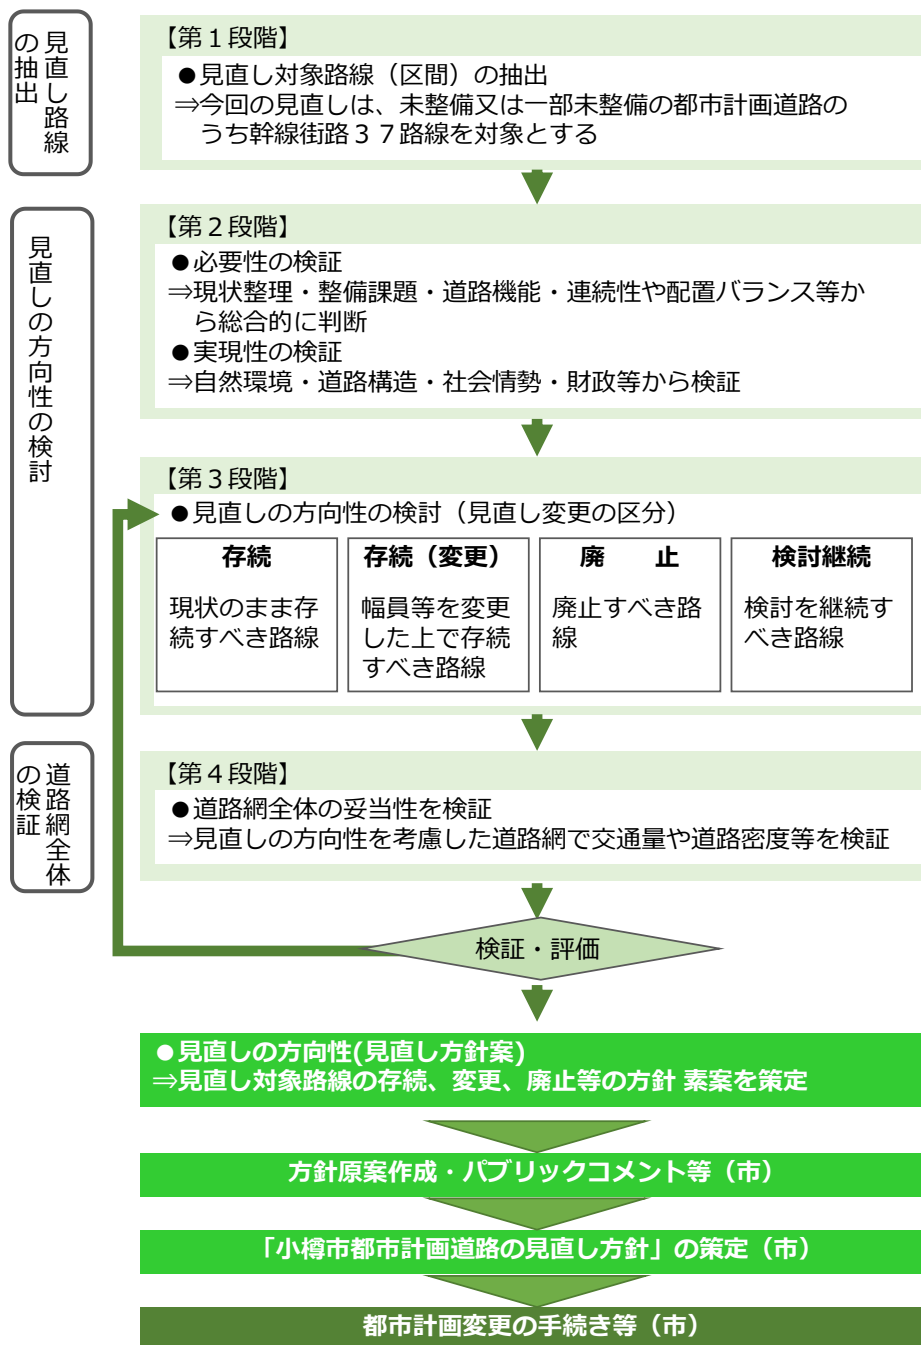 見直し路線
の抽出
【第１段階】
●見直し対象路線（区間）の抽出
⇒今回の見直しは、未整備又は一部未整備の都市計画道路の
うち幹線街路３７路線を対象とする
見直しの方向性の検討
【第２段階】
●必要性の検証
⇒現状整理・整備課題・道路機能・連続性や配置バランス等か
ら総合的に判断
●実現性の検証
⇒自然環境・道路構造・社会情勢・財政等から検証
【第３段階】
●見直しの方向性の検討（見直し変更の区分）
存続
現状のまま存
続すべき路線
存続（変更）
幅員等を変更
した上で存続
すべき路線
廃　　止
廃止すべき路
線
検討継続
検討を継続す
べき路線
道路網全体
の検証
【第４段階】
●道路網全体の妥当性を検証
⇒見直しの方向性を考慮した道路網で交通量や道路密度等を検証
検証・評価
●見直しの方向性(見直し方針案)
⇒見直し対象路線の存続、変更、廃止等の方針 素案を策定
方針原案作成・パブリックコメント等（市）
「小樽市都市計画道路の見直し方針」の策定（市）
都市計画変更の手続き等（市）